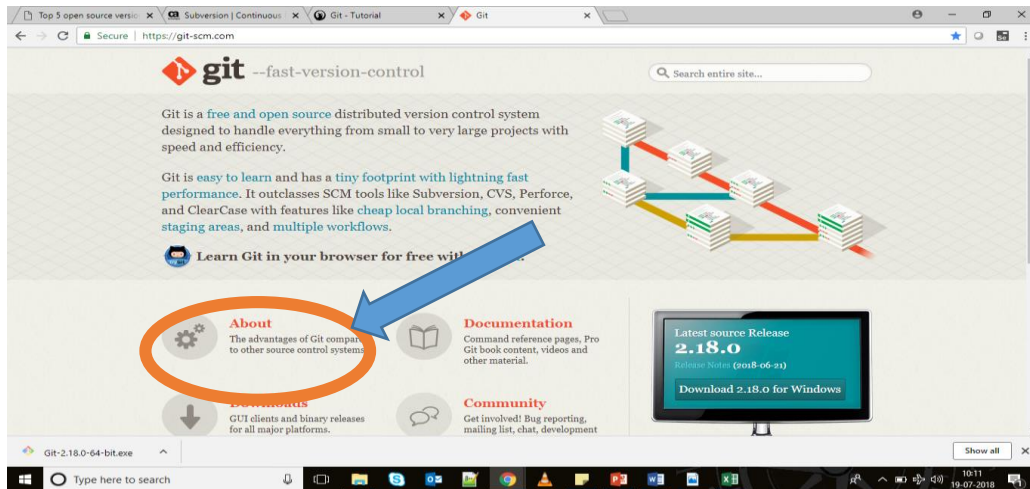 Top 5 open source versio
Subversion | Continuous
Git - Tutorial
Git
Secure | https://git-scm.com
git --fast-version-control
Search entire site...
Git is a free and open source distributed version control system
designed to handle everything from small to very large projects with
speed and efficiency.
Git is easy to learn and has a tiny footprint with lightning fast
performance. It outclasses SCM tools like Subversion, CVS, Perforce,
and ClearCase with features like cheap local branching, convenient
staging areas, and multiple workflows.
Learn Git in your browser for free with
About
The advantages of Git compar
to other source control systems
Documentation
Command reference pages, Pro
Git book content, videos and
other material.
Downloads
GUI clients and binary releases
for all major platforms.
Community
Get involved! Bug reporting,
mailing list, chat, development
Latest source Release
2.18.0
Release Notes (2018-06-21)
Download 2.18.0 for Windows
Git-2.18.0-64-bit.exe
Show all
Type here to search
10:11
19-07-2018